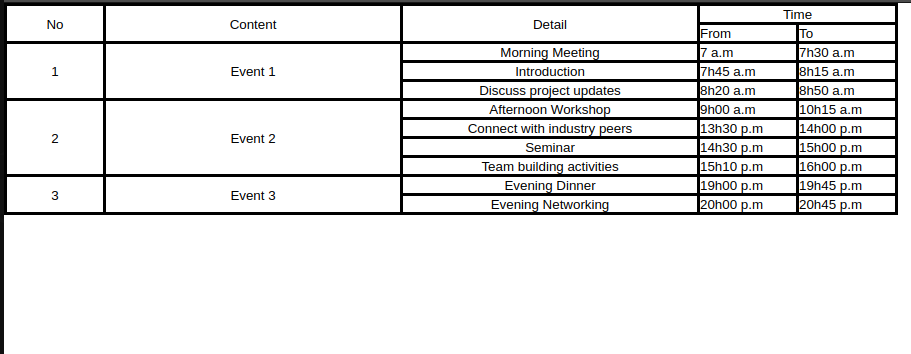 No Content Detail Time
From To
1 Event 1 Morning Meeting 7 a.m 7h30 a.m
Introduction 7h45 a.m 8h15 a.m
Discuss project updates 8h20 a.m 8h50 a.m
2 Event 2 Afternoon Workshop 9h00 a.m 10h15 a.m
Connect with industry peers 13h30 p.m 14h00 p.m
Seminar 14h30 p.m 15h00 p.m
Team building activities 15h10 p.m 16h00 p.m
3 Event 3 Evening Dinner 19h00 p.m 19h45 p.m
Evening Networking 20h00 p.m 20h45 p.m